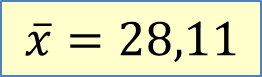 x̄ = 28,11